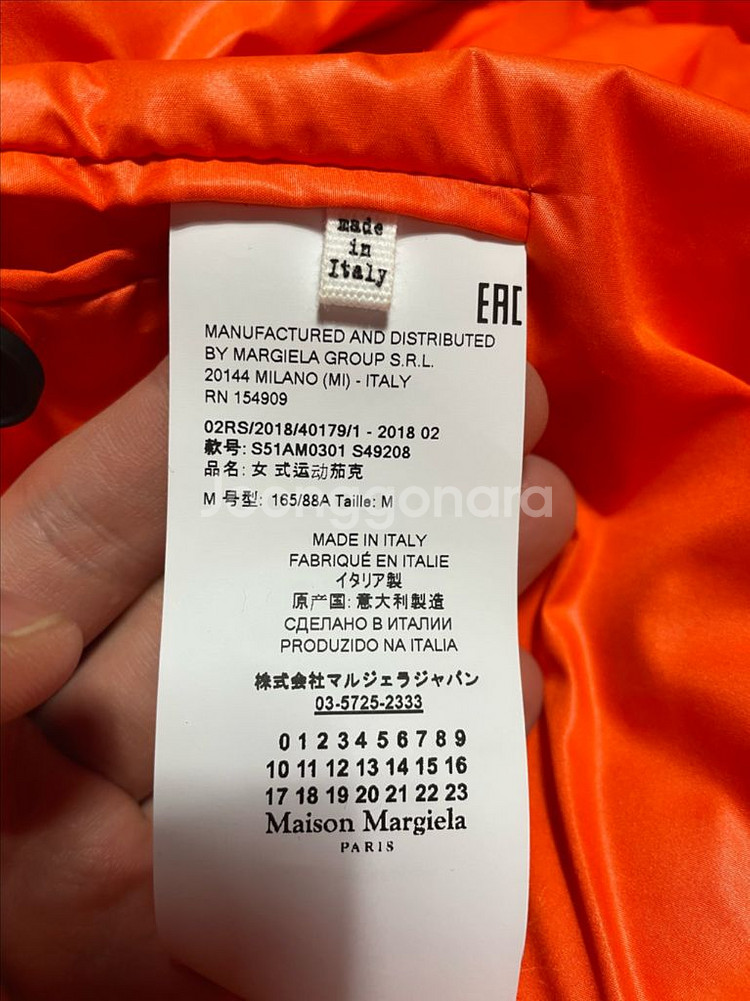 made
in
Italy
EAC
MANUFACTURED AND DISTRIBUTED
BY MARGIELA GROUP S.R.L.
20144 MILANO (MI) - ITALY
RN 154909
02RS/2018/40179/1 - 2018 02
款号: S51AM0301 S49208
品名: 女 式运动茄克
M 号型: 165/88A Taille: M
Joonggonara
MADE IN ITALY
FABRIQUÉ EN ITALIE
イタリア製
原产国: 意大利製造
СДЕЛАНО В ИТАЛИИ
PRODUZIDO NA ITALIA
株式会社マルジェラジャパン
03-5725-2333
0 1 2 3 4 5 6 7 8 9
10 11 12 13 14 15 16
17 18 19 20 21 22 23
Maison Margiela
PARIS